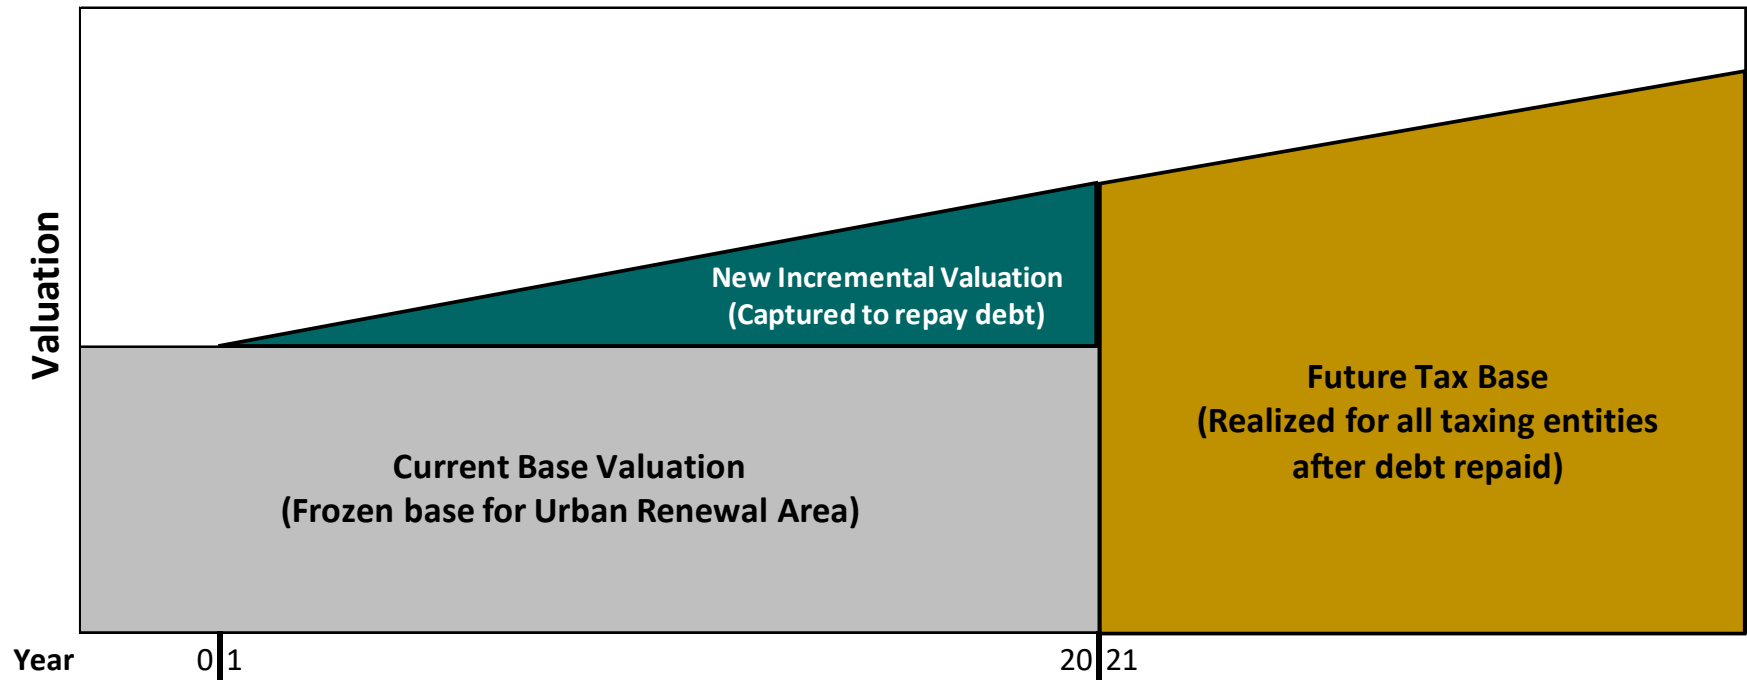 Valuation
New Incremental Valuation
(Captured to repay debt)
Future Tax Base
(Realized for all taxing entities
after debt repaid)
Current Base Valuation
(Frozen base for Urban Renewal Area)
Year 0 1 20 21